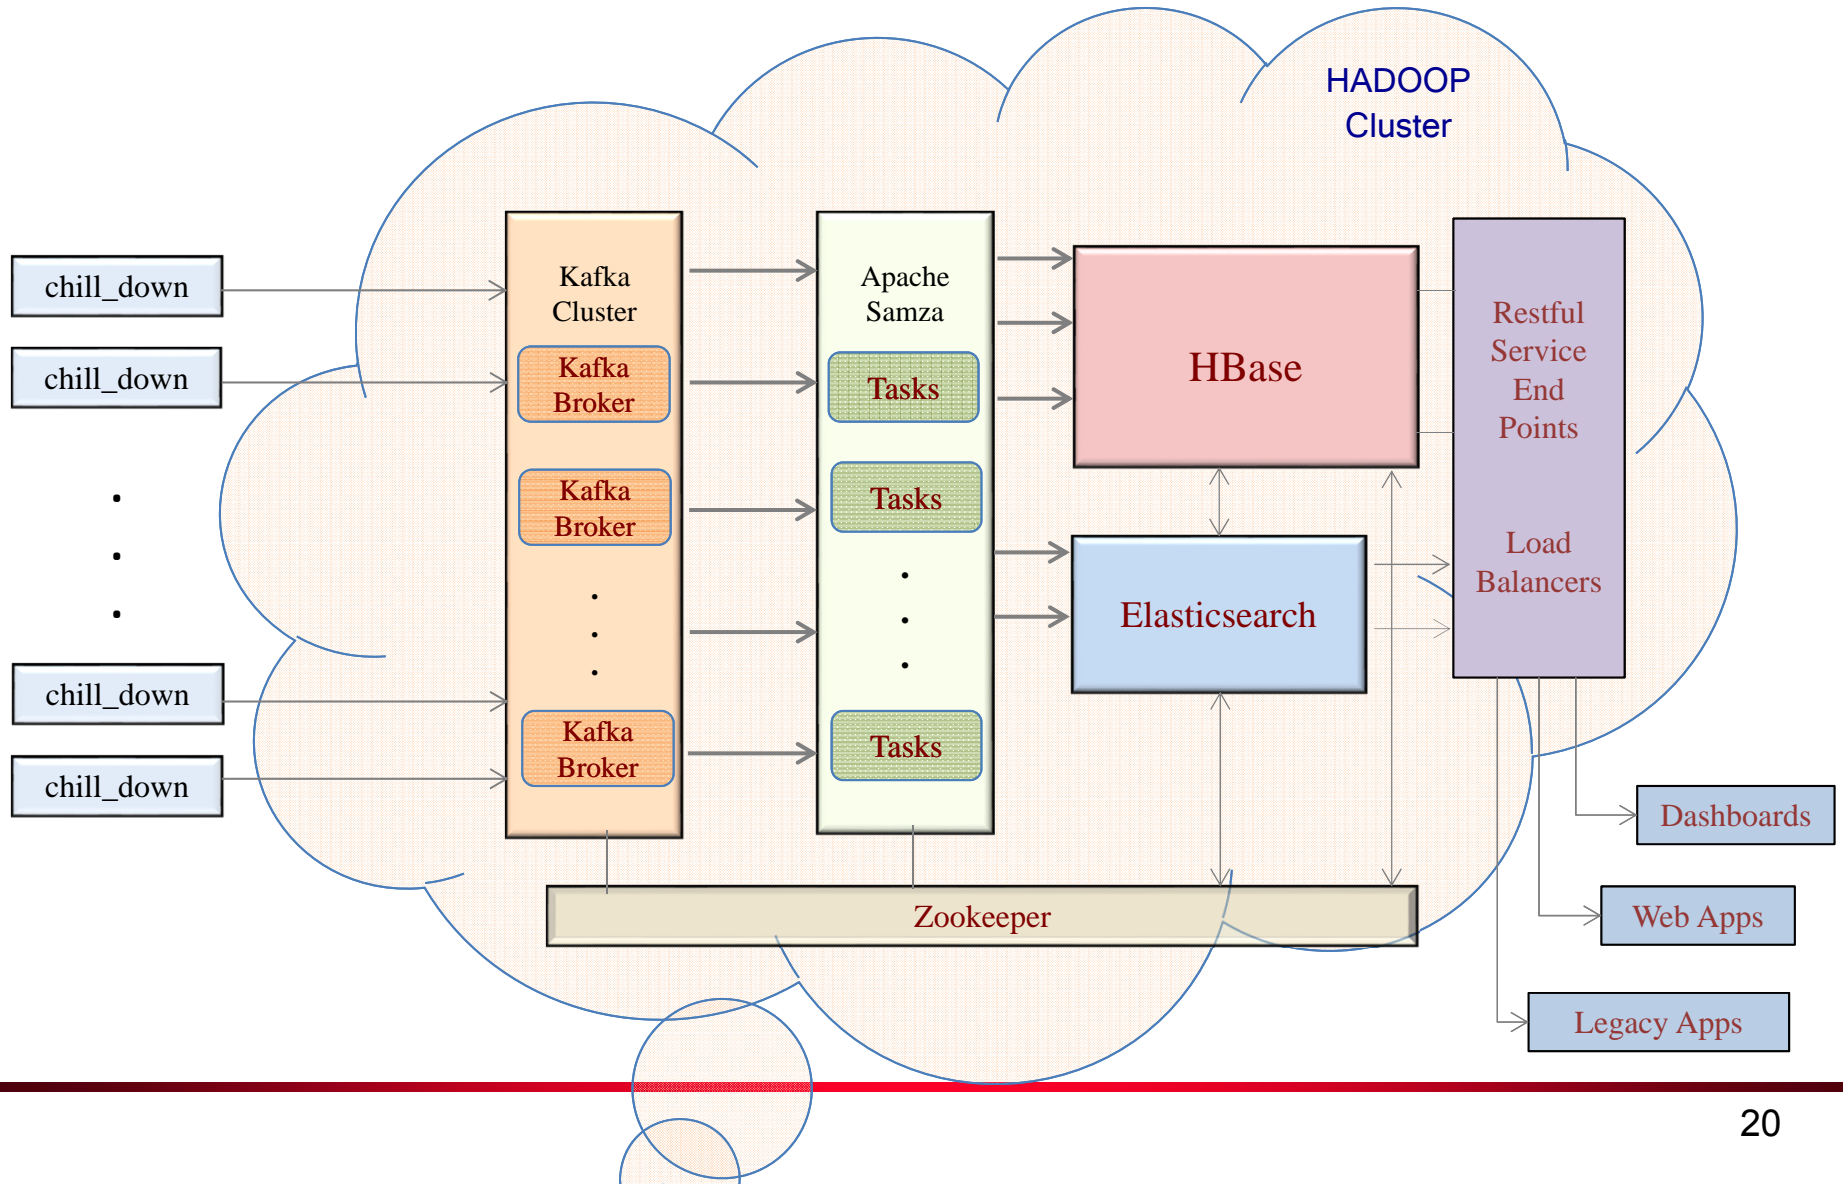 HADOOP
Cluster
chill_down
chill_down
.
.
.
chill_down
chill_down
Kafka
Cluster
Kafka
Broker
Kafka
Broker
.
.
.
Kafka
Broker
Apache
Samza
Tasks
Tasks
.
.
.
Tasks
HBase
Elasticsearch
Restful
Service
End
Points
Load
Balancers
Zookeeper
Dashboards
Web Apps
Legacy Apps
20